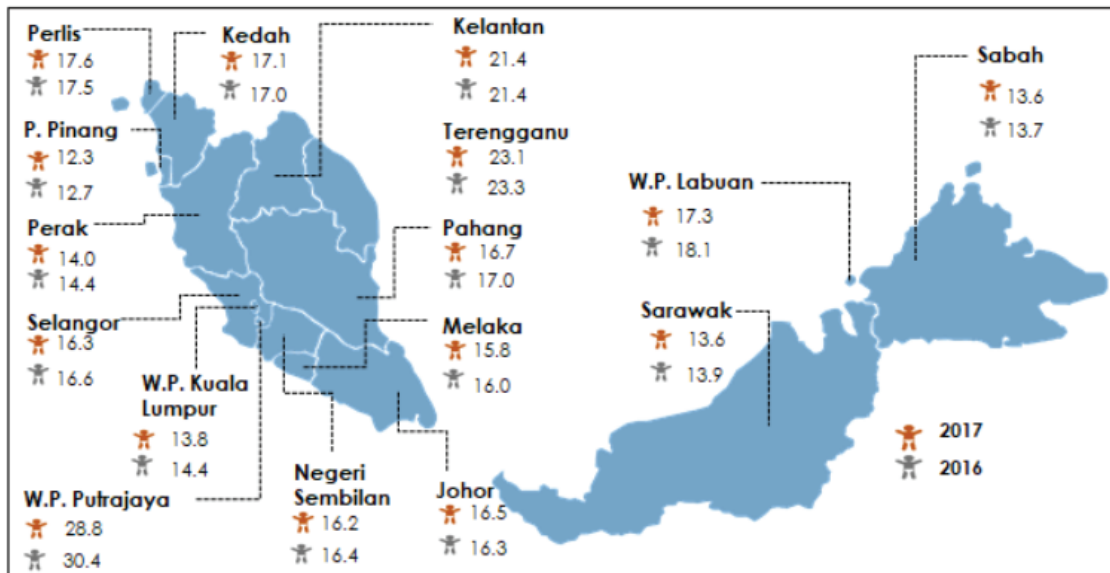 Perlis
17.6
17.5
Kedah
17.1
17.0
Kelantan
21.4
21.4
Sabah
13.6
13.7
P. Pinang
12.3
12.7
Terengganu
23.1
23.3
W.P. Labuan
17.3
18.1
Perak
14.0
14.4
Pahang
16.7
17.0
Selangor
16.3
16.6
Melaka
15.8
16.0
Sarawak
13.6
13.9
W.P. Kuala
Lumpur
13.8
14.4
W.P. Putrajaya
28.8
30.4
Negeri
Sembilan
16.2
16.4
Johor
16.5
16.3
2017
2016